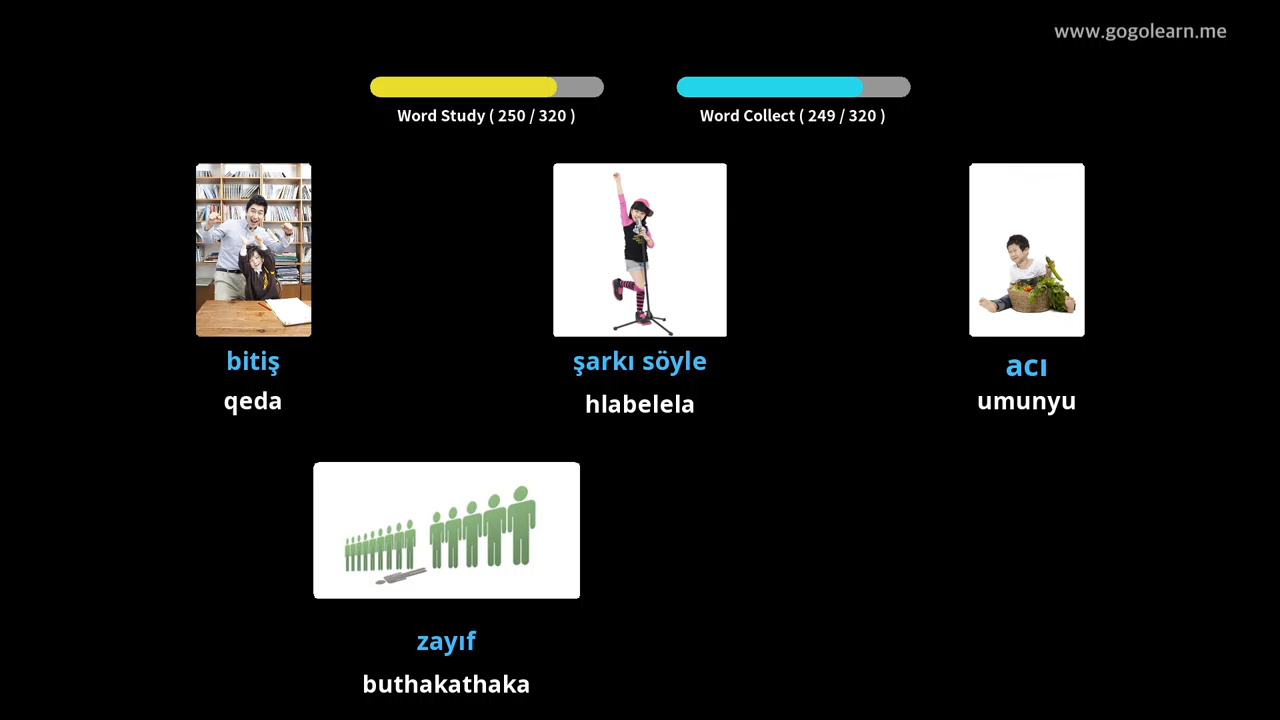 www.gogolearn.me
Word Study ( 250 / 320 )
Word Collect ( 249 / 320 )
bitiş
qeda
şarkı söyle
hlabelela
acı
umunyu
zayıf
buthakathaka